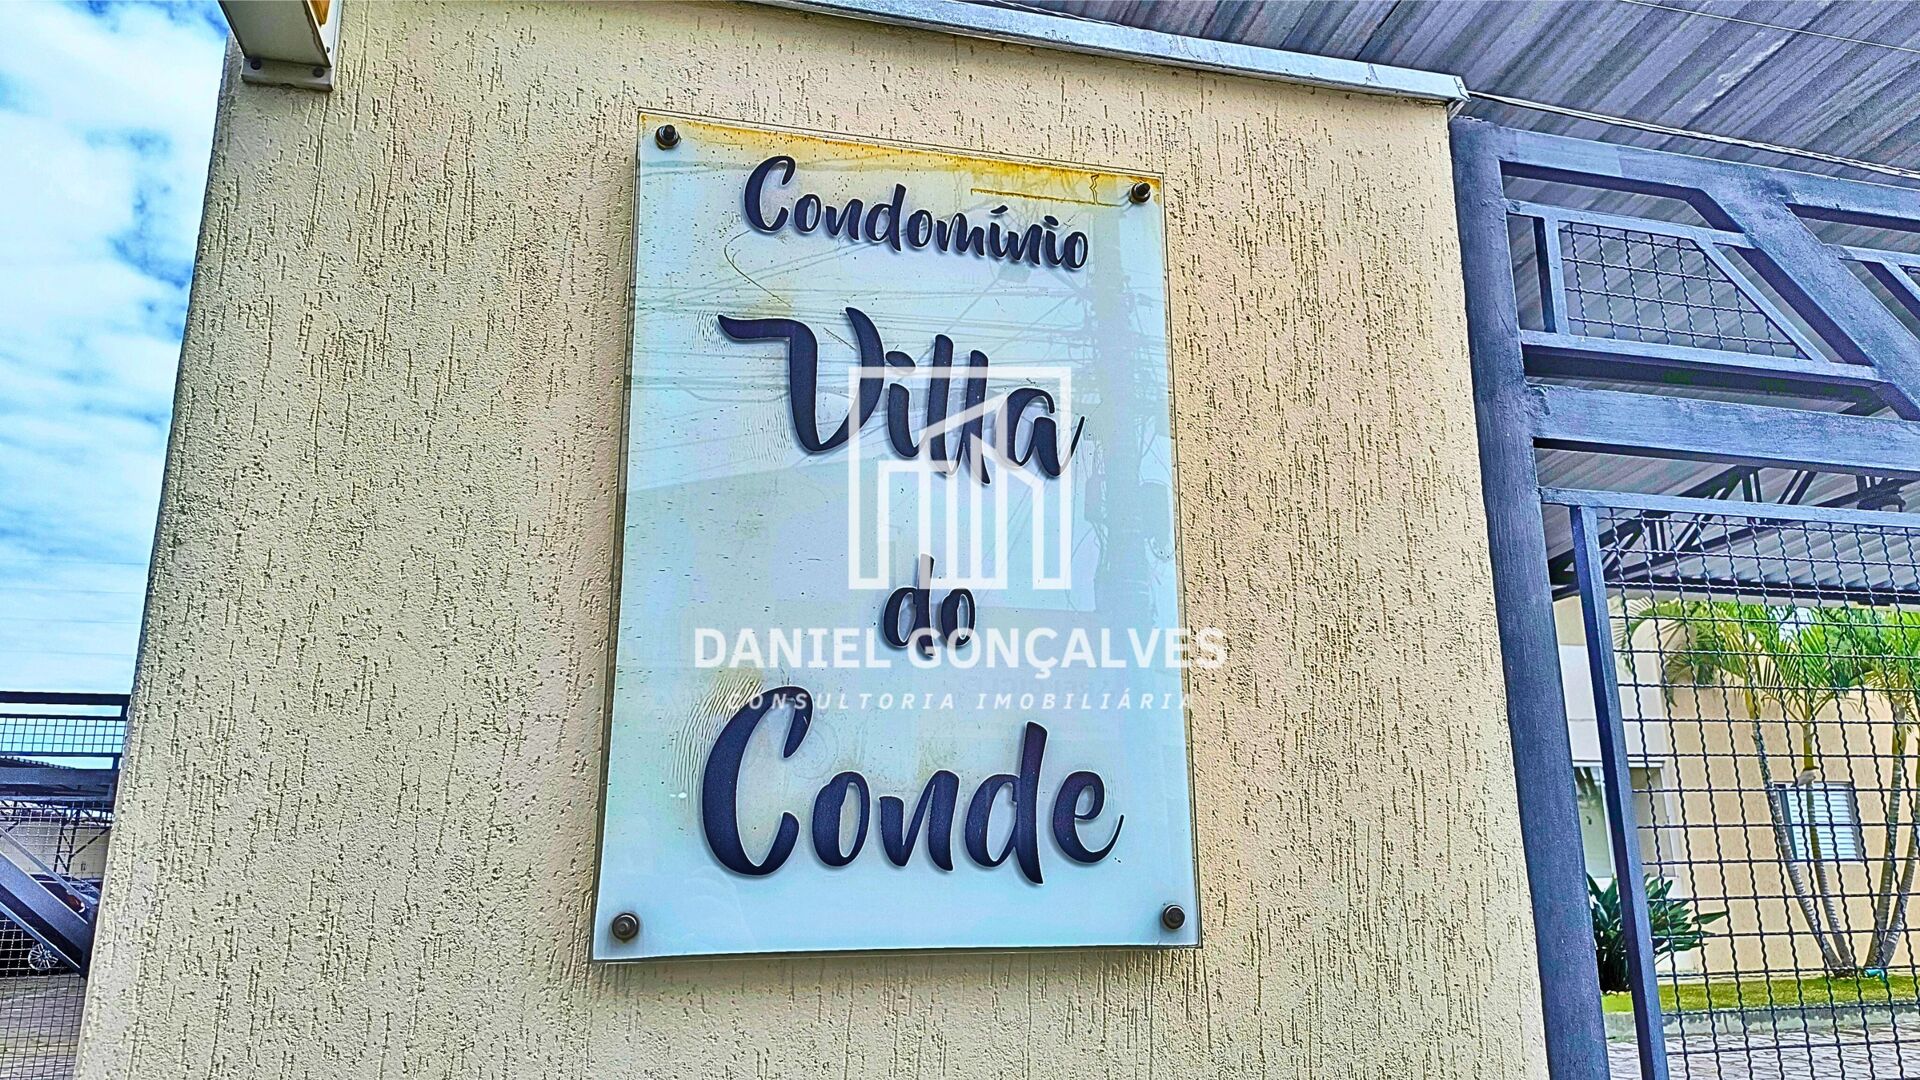 Condomínio
Villa
do
DANIEL GONÇALVES
CONSULTORIA IMOBILIÁRIA
Conde